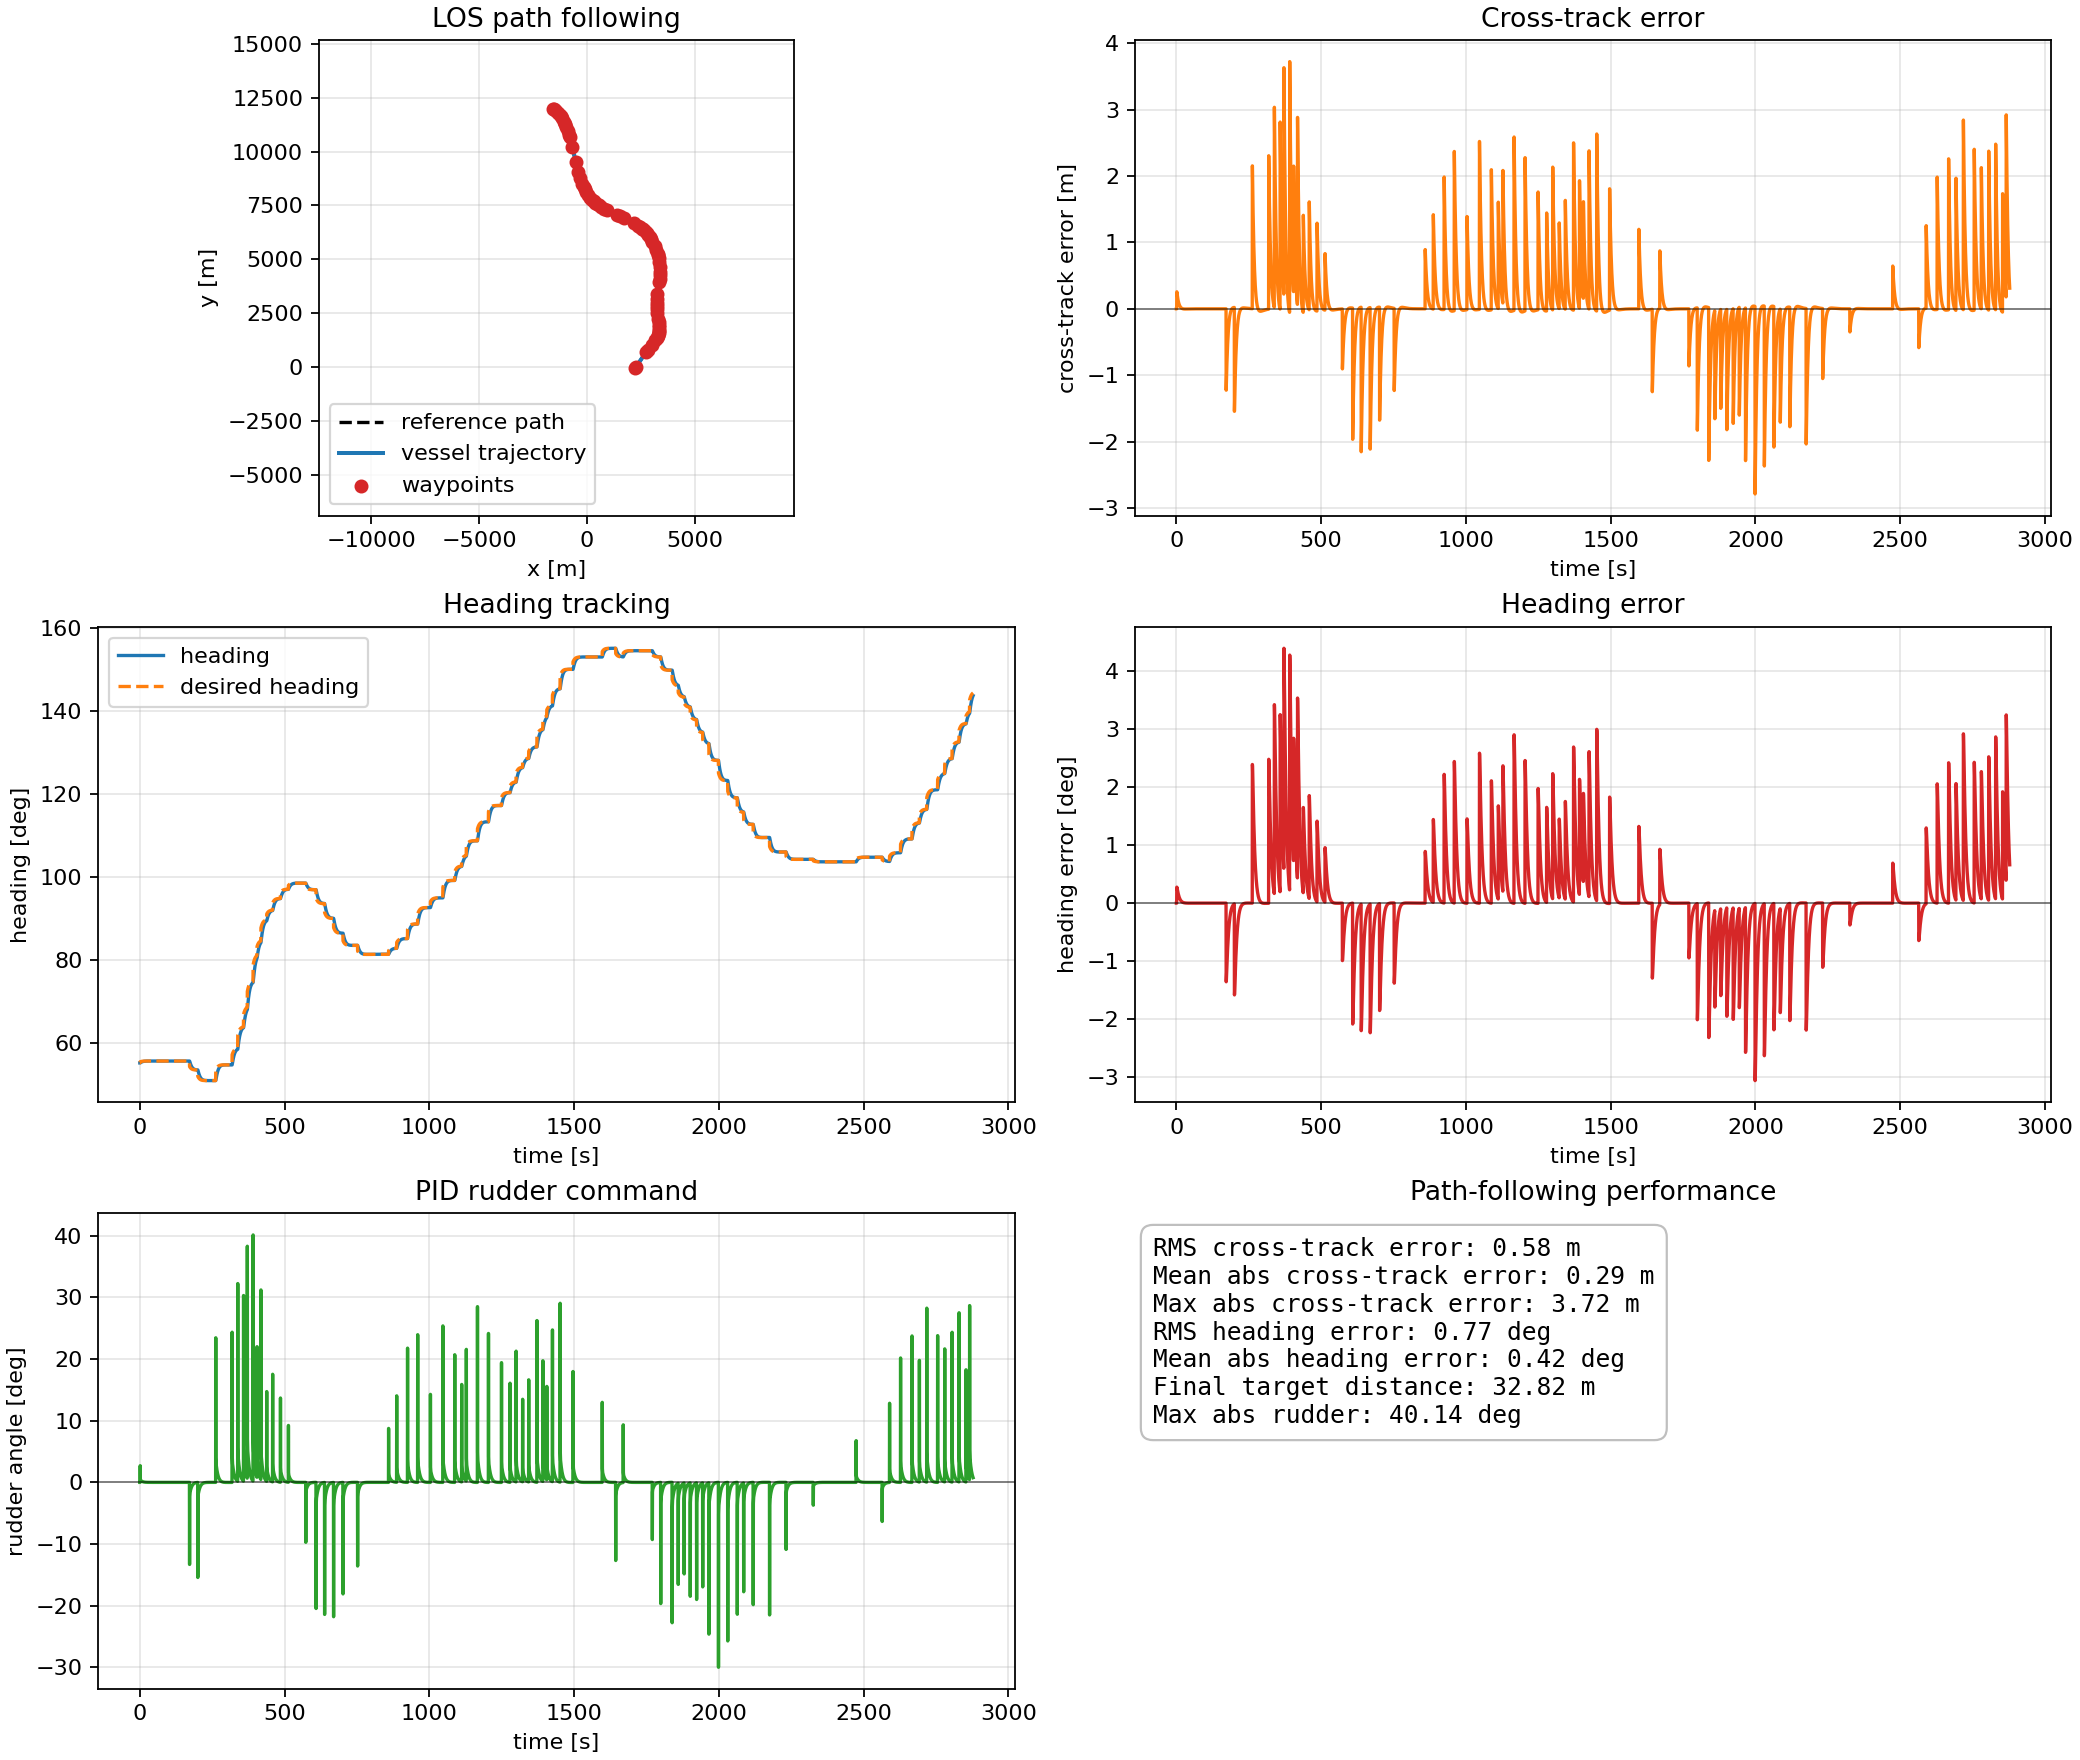 LOS path following
15000
12500
10000
7500
5000
2500
0
−2500
−5000
y [m]
reference path
vessel trajectory
waypoints
−10000 −5000 0 5000
x [m]
Cross-track error
4
3
2
1
0
−1
−2
−3
cross-track error [m]
0 500 1000 1500 2000 2500 3000
time [s]
Heading tracking
160
140
120
100
80
60
heading [deg]
heading
desired heading
0 500 1000 1500 2000 2500 3000
time [s]
Heading error
4
3
2
1
0
−1
−2
−3
heading error [deg]
0 500 1000 1500 2000 2500 3000
time [s]
PID rudder command
40
30
20
10
0
−10
−20
−30
rudder angle [deg]
0 500 1000 1500 2000 2500 3000
time [s]
Path-following performance
RMS cross-track error: 0.58 m
Mean abs cross-track error: 0.29 m
Max abs cross-track error: 3.72 m
RMS heading error: 0.77 deg
Mean abs heading error: 0.42 deg
Final target distance: 32.82 m
Max abs rudder: 40.14 deg